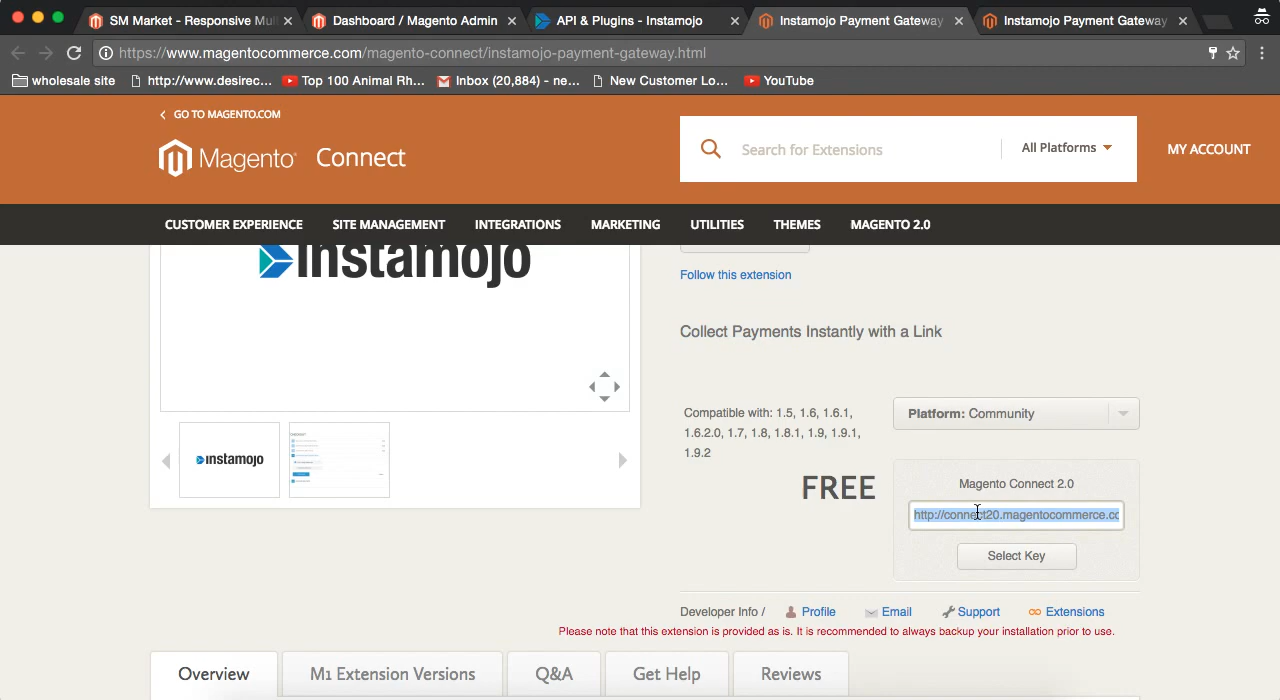 SM Market - Responsive Mul
Dashboard / Magento Admin
API & Plugins - Instamojo
Instamojo Payment Gateway
Instamojo Payment Gateway
https://www.magentocommerce.com/magento-connect/instamojo-payment-gateway.html
wholesale site
http://www.desirec...
Top 100 Animal Rh...
Inbox (20,884) - ne...
New Customer Lo...
YouTube
GO TO MAGENTO.COM
Magento Connect
Search for Extensions
All Platforms
MY ACCOUNT
CUSTOMER EXPERIENCE
SITE MANAGEMENT
INTEGRATIONS
MARKETING
UTILITIES
THEMES
MAGENTO 2.0
instamojo
Follow this extension
Collect Payments Instantly with a Link
Compatible with: 1.5, 1.6, 1.6.1,
1.6.2.0, 1.7, 1.8, 1.8.1, 1.9, 1.9.1,
1.9.2
Platform: Community
FREE
Magento Connect 2.0
http://connect20.magentocommerce.co
Select Key
instamojo
Developer Info /
Profile
Email
Support
Extensions
Please note that this extension is provided as is. It is recommended to always backup your installation prior to use.
Overview
M1 Extension Versions
Q&A
Get Help
Reviews